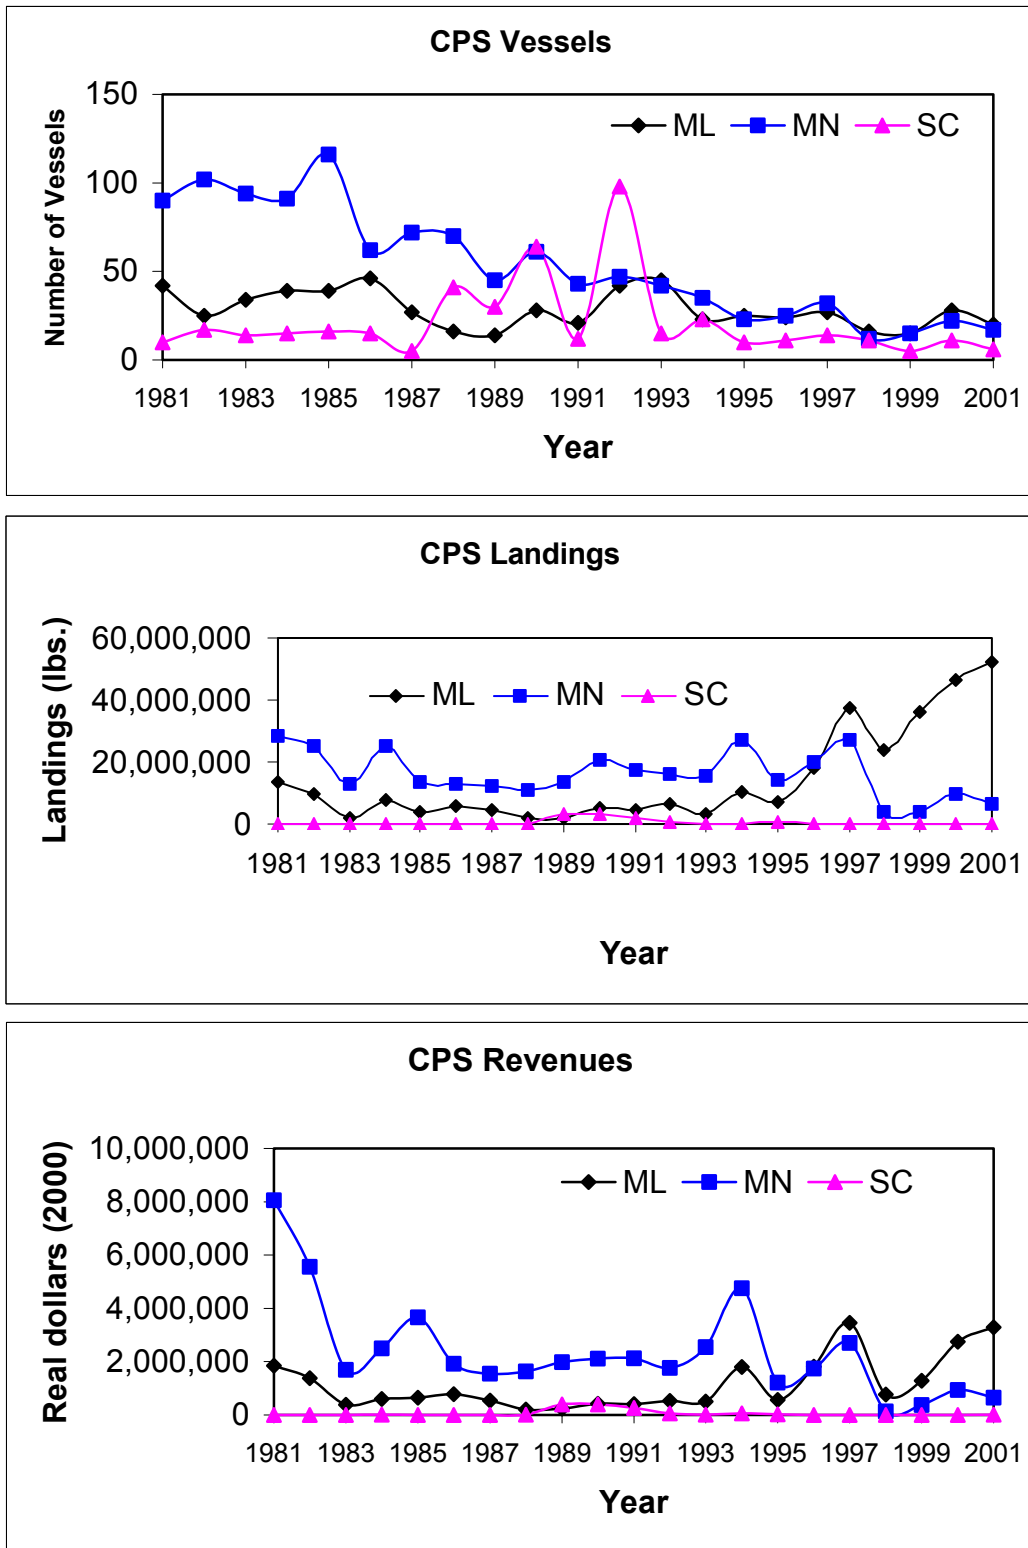 CPS Vessels
150
100
50
0
Number of Vessels
ML MN SC
1981 1983 1985 1987 1989 1991 1993 1995 1997 1999 2001
Year
CPS Landings
60,000,000
40,000,000
20,000,000
0
Landings (lbs.)
ML MN SC
1981 1983 1985 1987 1989 1991 1993 1995 1997 1999 2001
Year
CPS Revenues
10,000,000
8,000,000
6,000,000
4,000,000
2,000,000
0
Real dollars (2000)
ML MN SC
1981 1983 1985 1987 1989 1991 1993 1995 1997 1999 2001
Year